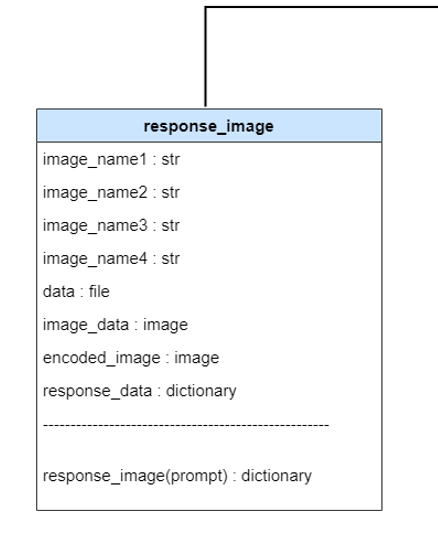 response_image
image_name1 : str
image_name2 : str
image_name3 : str
image_name4 : str
data : file
image_data : image
encoded_image : image
response_data : dictionary
----------------------------------------------------
response_image(prompt) : dictionary